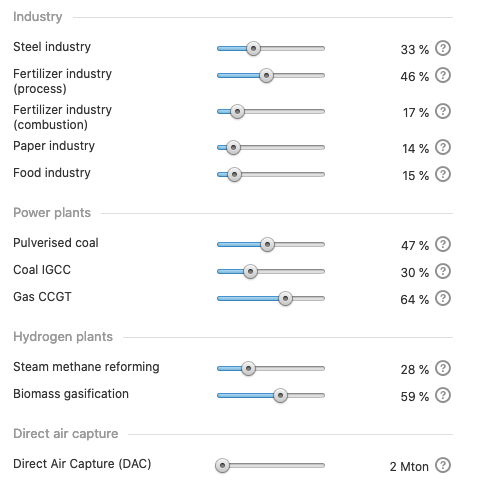 Industry
Steel industry 33 % ?
Fertilizer industry
(process) 46 % ?
Fertilizer industry
(combustion) 17 % ?
Paper industry 14 % ?
Food industry 15 % ?
Power plants
Pulverised coal 47 % ?
Coal IGCC 30 % ?
Gas CCGT 64 % ?
Hydrogen plants
Steam methane reforming 28 % ?
Biomass gasification 59 % ?
Direct air capture
Direct Air Capture (DAC) 2 Mton ?